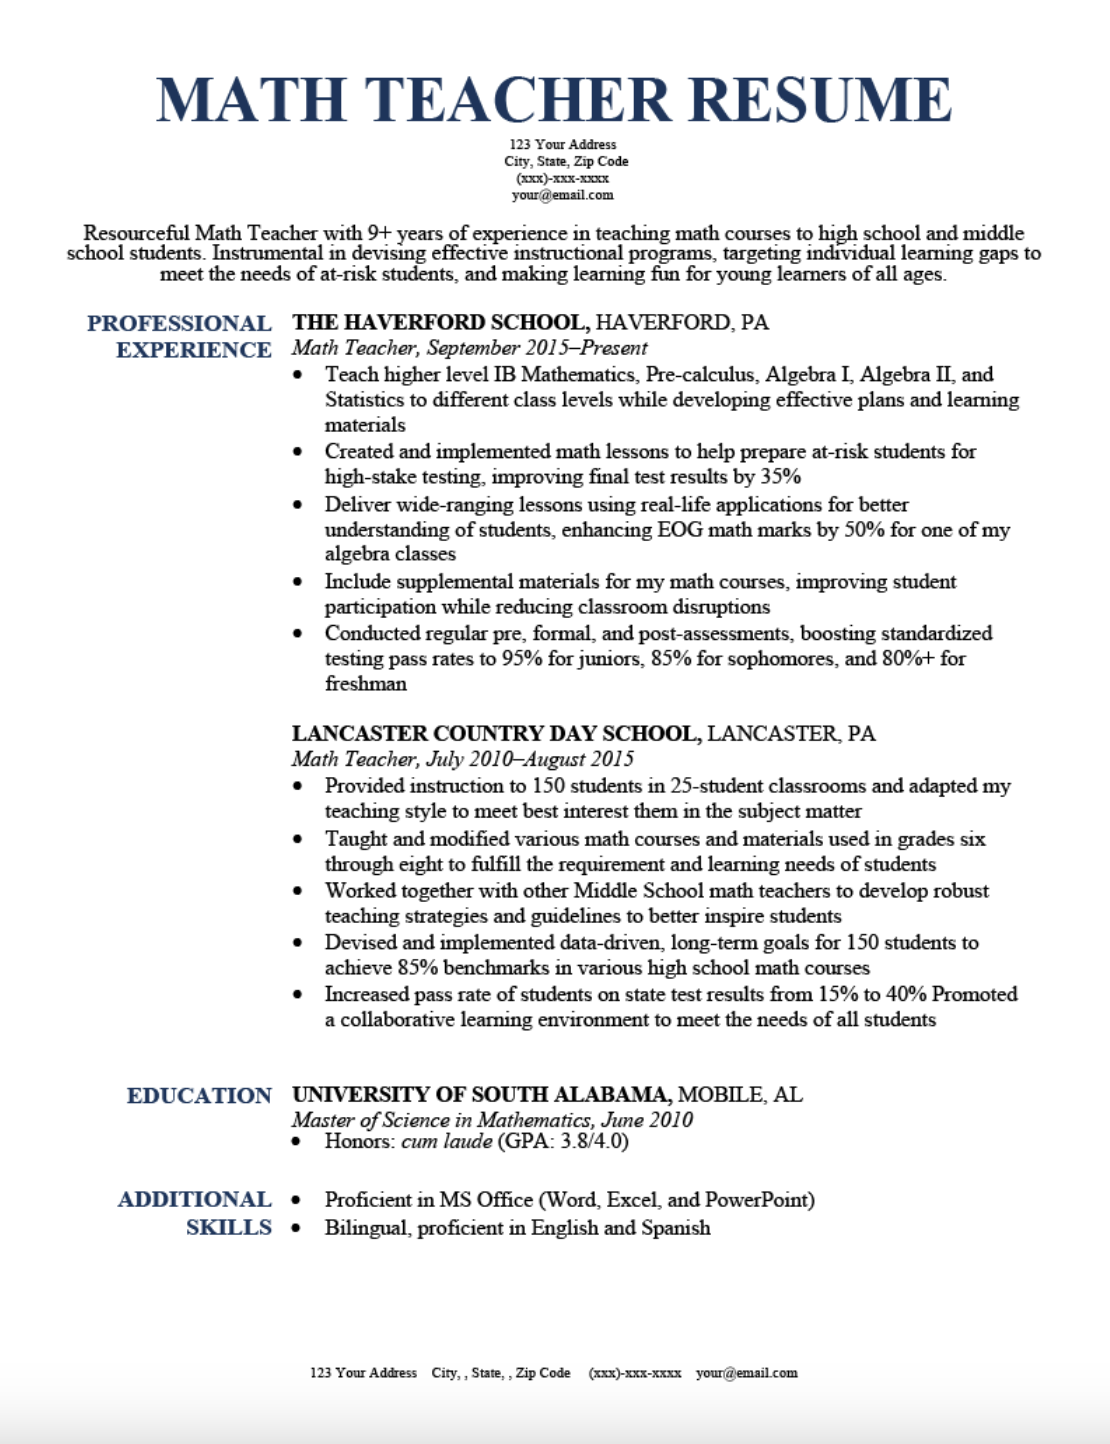 MATH TEACHER RESUME
123 Your Address
City, State, Zip Code
(xxx)-xxx-xxxx
your@email.com
Resourceful Math Teacher with 9+ years of experience in teaching math courses to high school and middle
school students. Instrumental in devising effective instructional programs, targeting individual learning gaps to
meet the needs of at-risk students, and making learning fun for young learners of all ages.
PROFESSIONAL
EXPERIENCE
THE HAVERFORD SCHOOL, HAVERFORD, PA
Math Teacher, September 2015–Present
• Teach higher level IB Mathematics, Pre-calculus, Algebra I, Algebra II, and
Statistics to different class levels while developing effective plans and learning
materials
• Created and implemented math lessons to help prepare at-risk students for
high-stake testing, improving final test results by 35%
• Deliver wide-ranging lessons using real-life applications for better
understanding of students, enhancing EOG math marks by 50% for one of my
algebra classes
• Include supplemental materials for my math courses, improving student
participation while reducing classroom disruptions
• Conducted regular pre, formal, and post-assessments, boosting standardized
testing pass rates to 95% for juniors, 85% for sophomores, and 80%+ for
freshman
LANCASTER COUNTRY DAY SCHOOL, LANCASTER, PA
Math Teacher, July 2010–August 2015
• Provided instruction to 150 students in 25-student classrooms and adapted my
teaching style to meet best interest them in the subject matter
• Taught and modified various math courses and materials used in grades six
through eight to fulfill the requirement and learning needs of students
• Worked together with other Middle School math teachers to develop robust
teaching strategies and guidelines to better inspire students
• Devised and implemented data-driven, long-term goals for 150 students to
achieve 85% benchmarks in various high school math courses
• Increased pass rate of students on state test results from 15% to 40% Promoted
a collaborative learning environment to meet the needs of all students
EDUCATION
UNIVERSITY OF SOUTH ALABAMA, MOBILE, AL
Master of Science in Mathematics, June 2010
• Honors: cum laude (GPA: 3.8/4.0)
ADDITIONAL
SKILLS
• Proficient in MS Office (Word, Excel, and PowerPoint)
• Bilingual, proficient in English and Spanish
123 Your Address City, , State, , Zip Code (xxx)-xxx-xxxx your@email.com